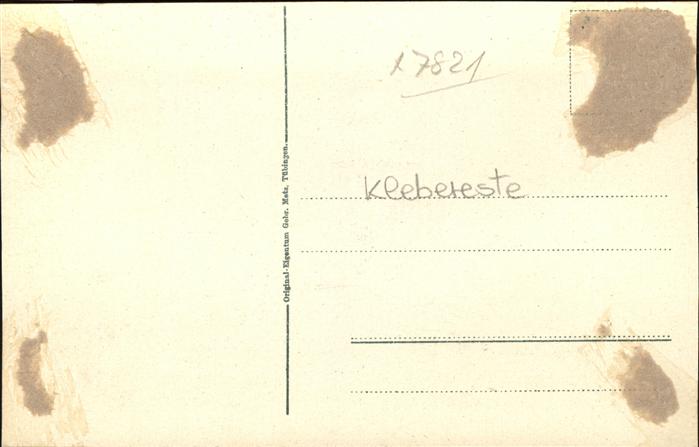 17821
Klebereste
Original-Eigentum Gebr. Metz, Tübingen.